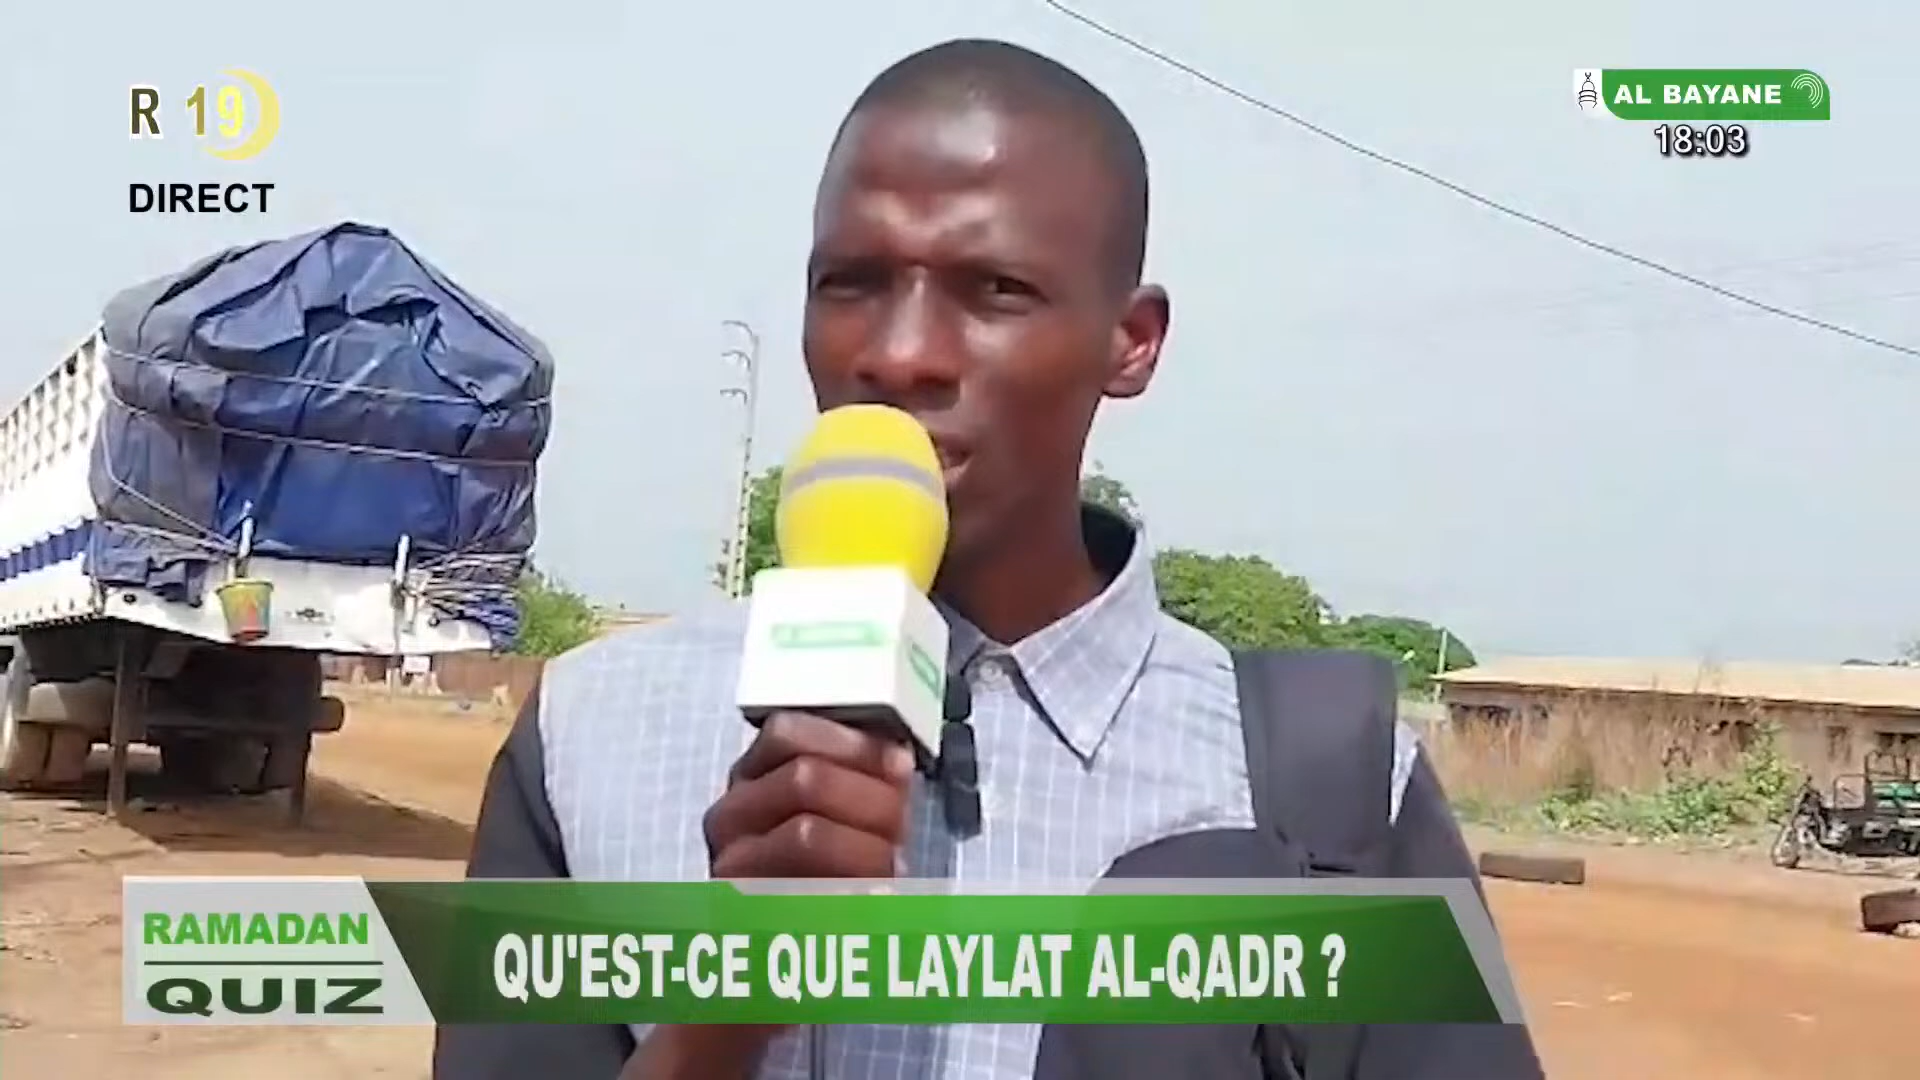 R 19
DIRECT
AL BAYANE
18:03
RAMADAN
QUIZ
QU'EST-CE QUE LAYLAT AL-QADR ?